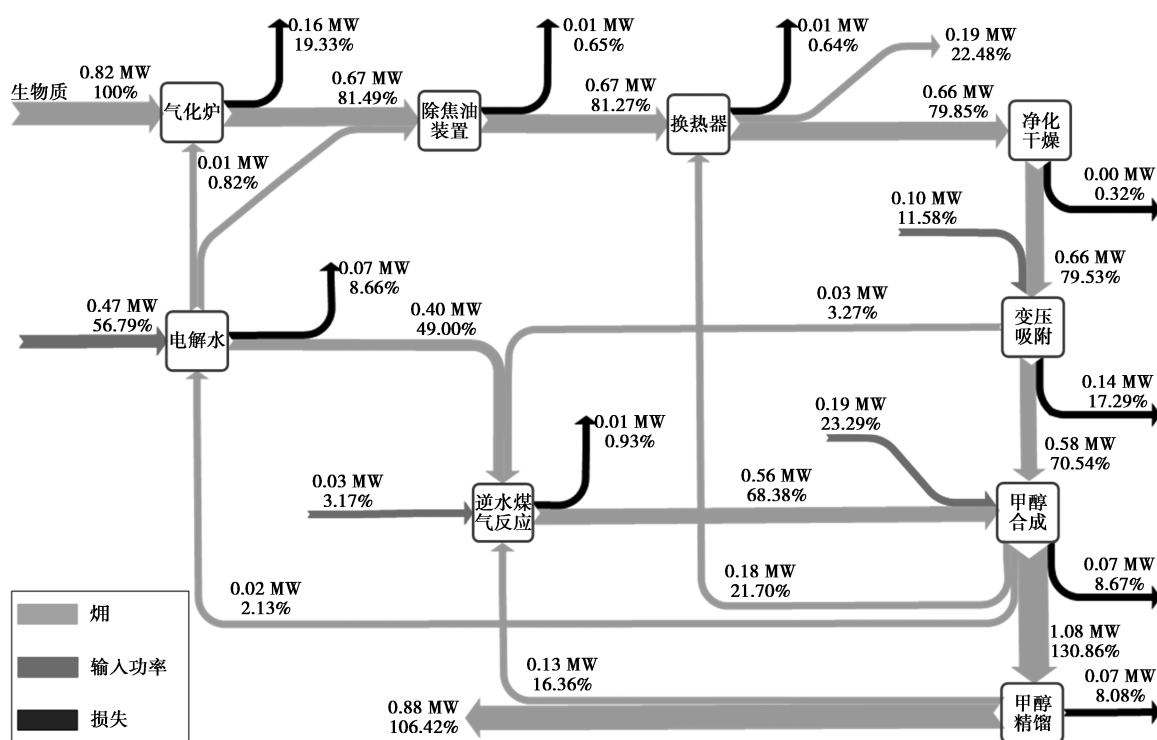 0.16 MW
19.33%
0.01 MW
0.65%
0.01 MW
0.64%
0.19 MW
22.48%
生物质
0.82 MW
100%
气化炉
0.67 MW
81.49%
除焦油
装置
0.67 MW
81.27%
换热器
0.66 MW
79.85%
净化
干燥
0.01 MW
0.82%
0.00 MW
0.32%
0.10 MW
11.58%
0.66 MW
79.53%
0.47 MW
56.79%
电解水
0.07 MW
8.66%
0.40 MW
49.00%
0.03 MW
3.27%
变压
吸附
0.14 MW
17.29%
0.19 MW
23.29%
0.58 MW
70.54%
0.01 MW
0.93%
0.03 MW
3.17%
逆水煤
气反应
0.56 MW
68.38%
甲醇
合成
0.02 MW
2.13%
0.18 MW
21.70%
0.07 MW
8.67%
1.08 MW
130.86%
0.13 MW
16.36%
0.88 MW
106.42%
甲醇
精馏
0.07 MW
8.08%
㶲
输入功率
损失